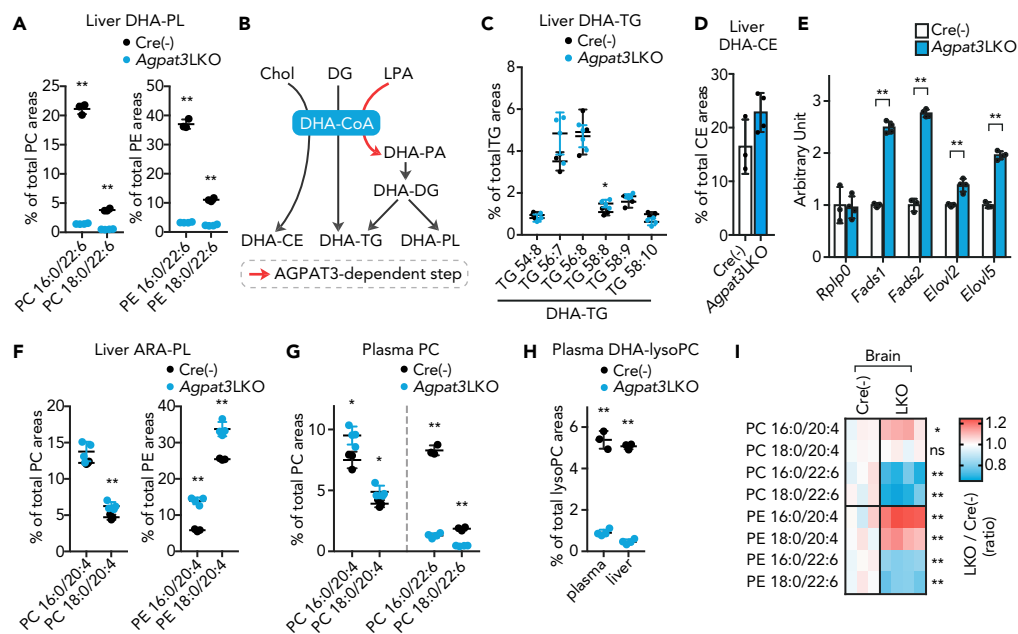 A
Liver DHA-PL
Cre(-)
Agpat3LKO
% of total PC areas
30
20
10
0
**
**
PC 16:0/22:6
PC 18:0/22:6
% of total PE areas
60
40
20
0
**
**
PE 16:0/22:6
PE 18:0/22:6
B
Chol
DG
LPA
DHA-CoA
DHA-PA
DHA-DG
DHA-CE
DHA-TG
DHA-PL
AGPAT3-dependent step
C
Liver DHA-TG
Cre(-)
Agpat3LKO
% of totalTG areas
8
6
4
2
0
*
TG 54:8
TG 56:7
TG 56:8
TG 58:8
TG 58:9
TG 58:10
DHA-TG
D
Liver
DHA-CE
% of total CE areas
30
20
10
0
Cre(-)
Agpat3LKO
E
Cre(-)
Agpat3LKO
Arbitrary Unit
3
2
1
0
**
**
**
**
Rplp0
Fads1
Fads2
Elovl2
Elovl5
F
Liver ARA-PL
Cre(-)
Agpat3LKO
% of total PC areas
20
15
10
5
0
**
PC 16:0/20:4
PC 18:0/20:4
% of total PE areas
40
30
20
10
0
**
**
PE 16:0/20:4
PE 18:0/20:4
G
Plasma PC
Cre(-)
Agpat3LKO
% of total PC areas
10
5
0
*
*
**
**
PC 16:0/20:4
PC 18:0/20:4
PC 16:0/22:6
PC 18:0/22:6
H
Plasma DHA-lysoPC
Cre(-)
Agpat3LKO
% of total lysoPC areas
8
6
4
2
0
**
**
plasma
liver
I
Brain
Cre(-)
LKO
PC 16:0/20:4 *
PC 18:0/20:4 ns
PC 16:0/22:6 **
PC 18:0/22:6 **
PE 16:0/20:4 **
PE 18:0/20:4 **
PE 16:0/22:6 **
PE 18:0/22:6 **
1.2
1.0
0.8
LKO / Cre(-)
(ratio)